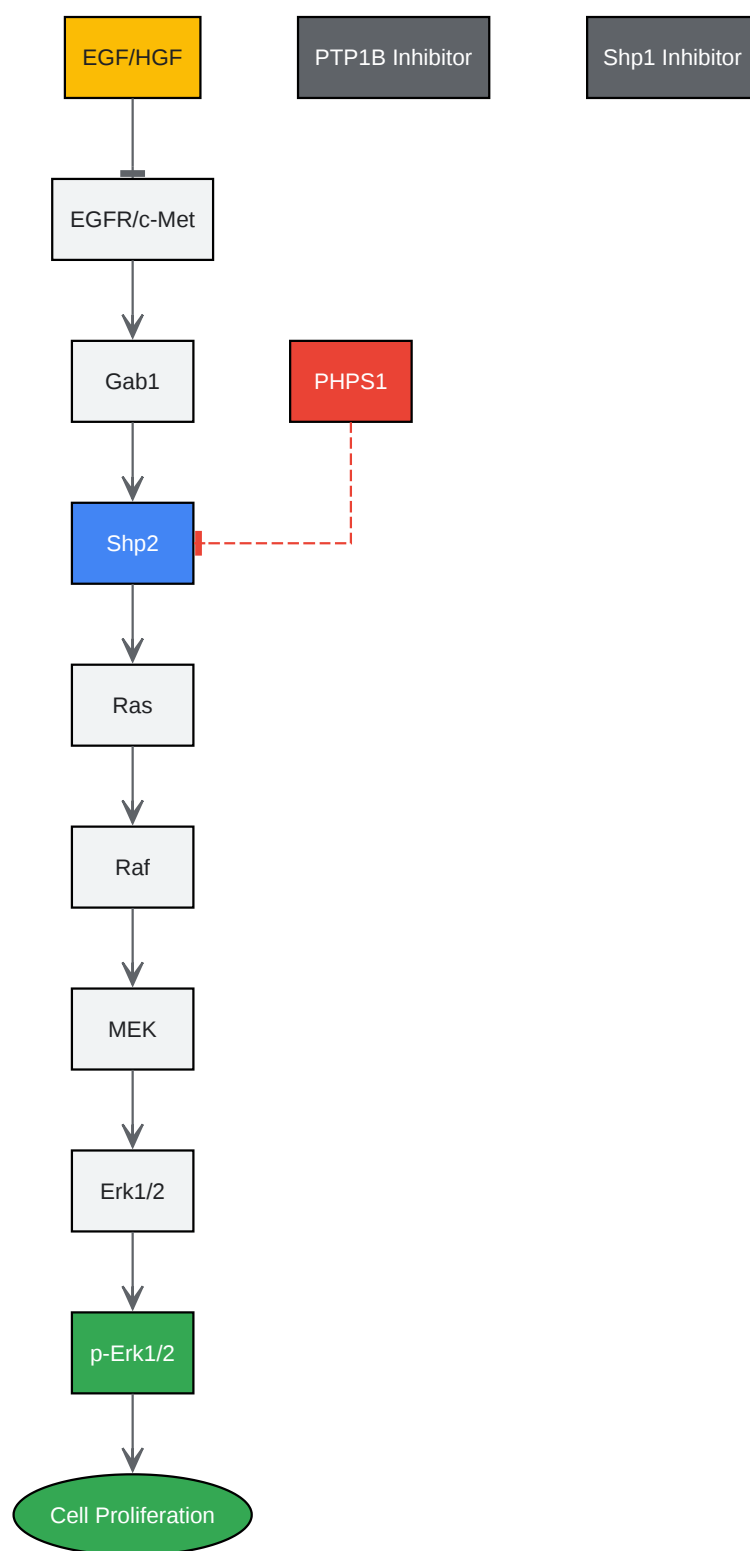 EGF/HGF
PTP1B Inhibitor
Shp1 Inhibitor
EGFR/c-Met
Gab1
PHPS1
Shp2
Ras
Raf
MEK
Erk1/2
p-Erk1/2
Cell Proliferation